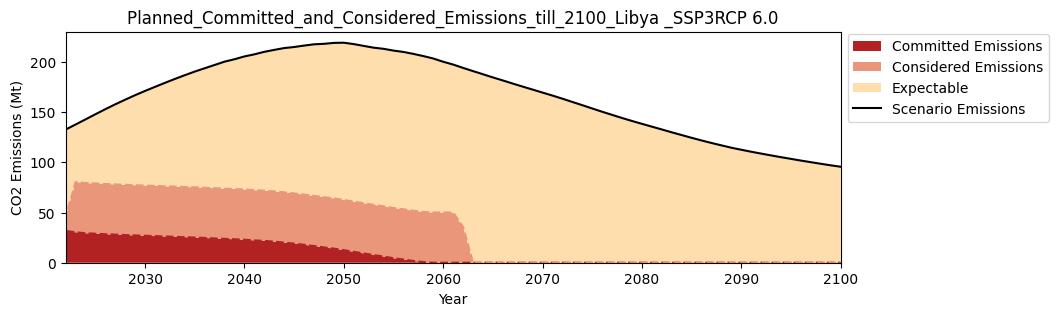 Planned_Committed_and_Considered_Emissions_till_2100_Libya _SSP3RCP 6.0
CO2 Emissions (Mt)
200
150
100
50
0
2030 2040 2050 2060 2070 2080 2090 2100
Year
Committed Emissions
Considered Emissions
Expectable
Scenario Emissions